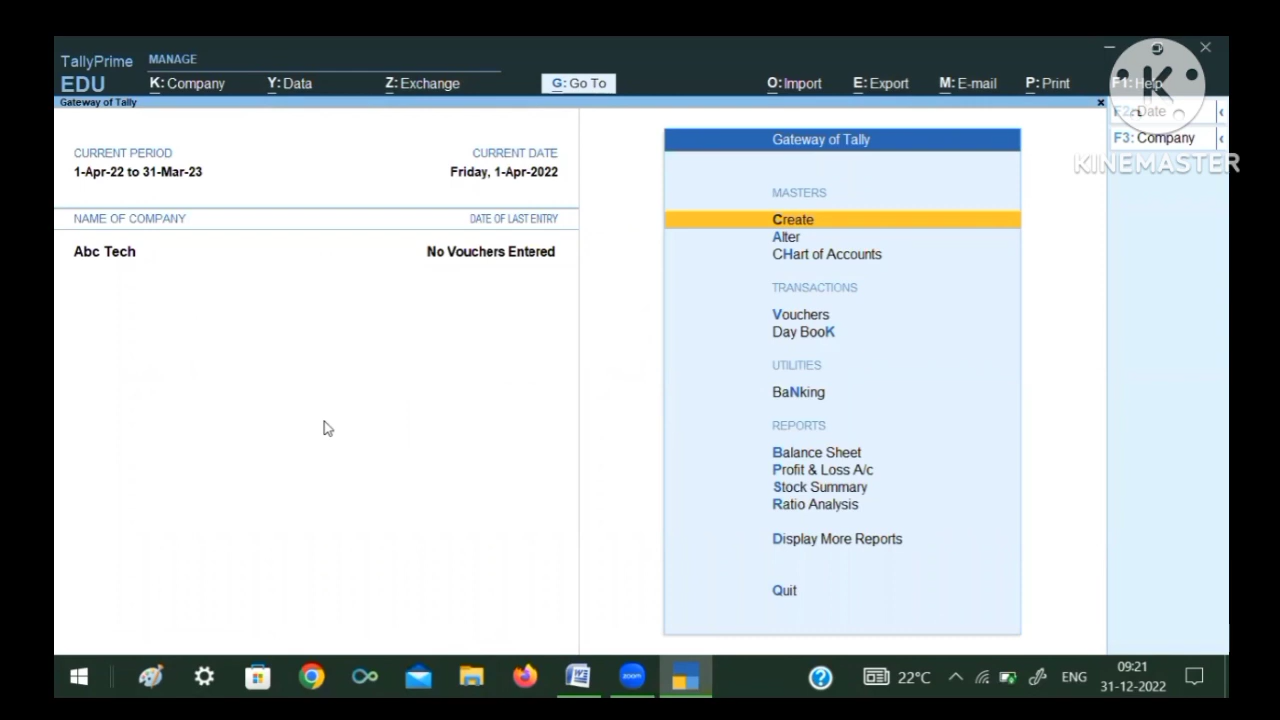 TallyPrime
EDU
MANAGE
K: Company
Y: Data
Z: Exchange
G: Go To
O: Import
E: Export
M: E-mail
P: Print
F1: Help
Gateway of Tally
F2: Date
F3: Company
KINEMASTER
CURRENT PERIOD
CURRENT DATE
1-Apr-22 to 31-Mar-23
Friday, 1-Apr-2022
NAME OF COMPANY
DATE OF LAST ENTRY
Abc Tech
No Vouchers Entered
Gateway of Tally
MASTERS
Create
Alter
CHart of Accounts
TRANSACTIONS
Vouchers
Day BooK
UTILITIES
BaNking
REPORTS
Balance Sheet
Profit & Loss A/c
Stock Summary
Ratio Analysis
Display More Reports
Quit
zoom
22°C
ENG
09:21
31-12-2022